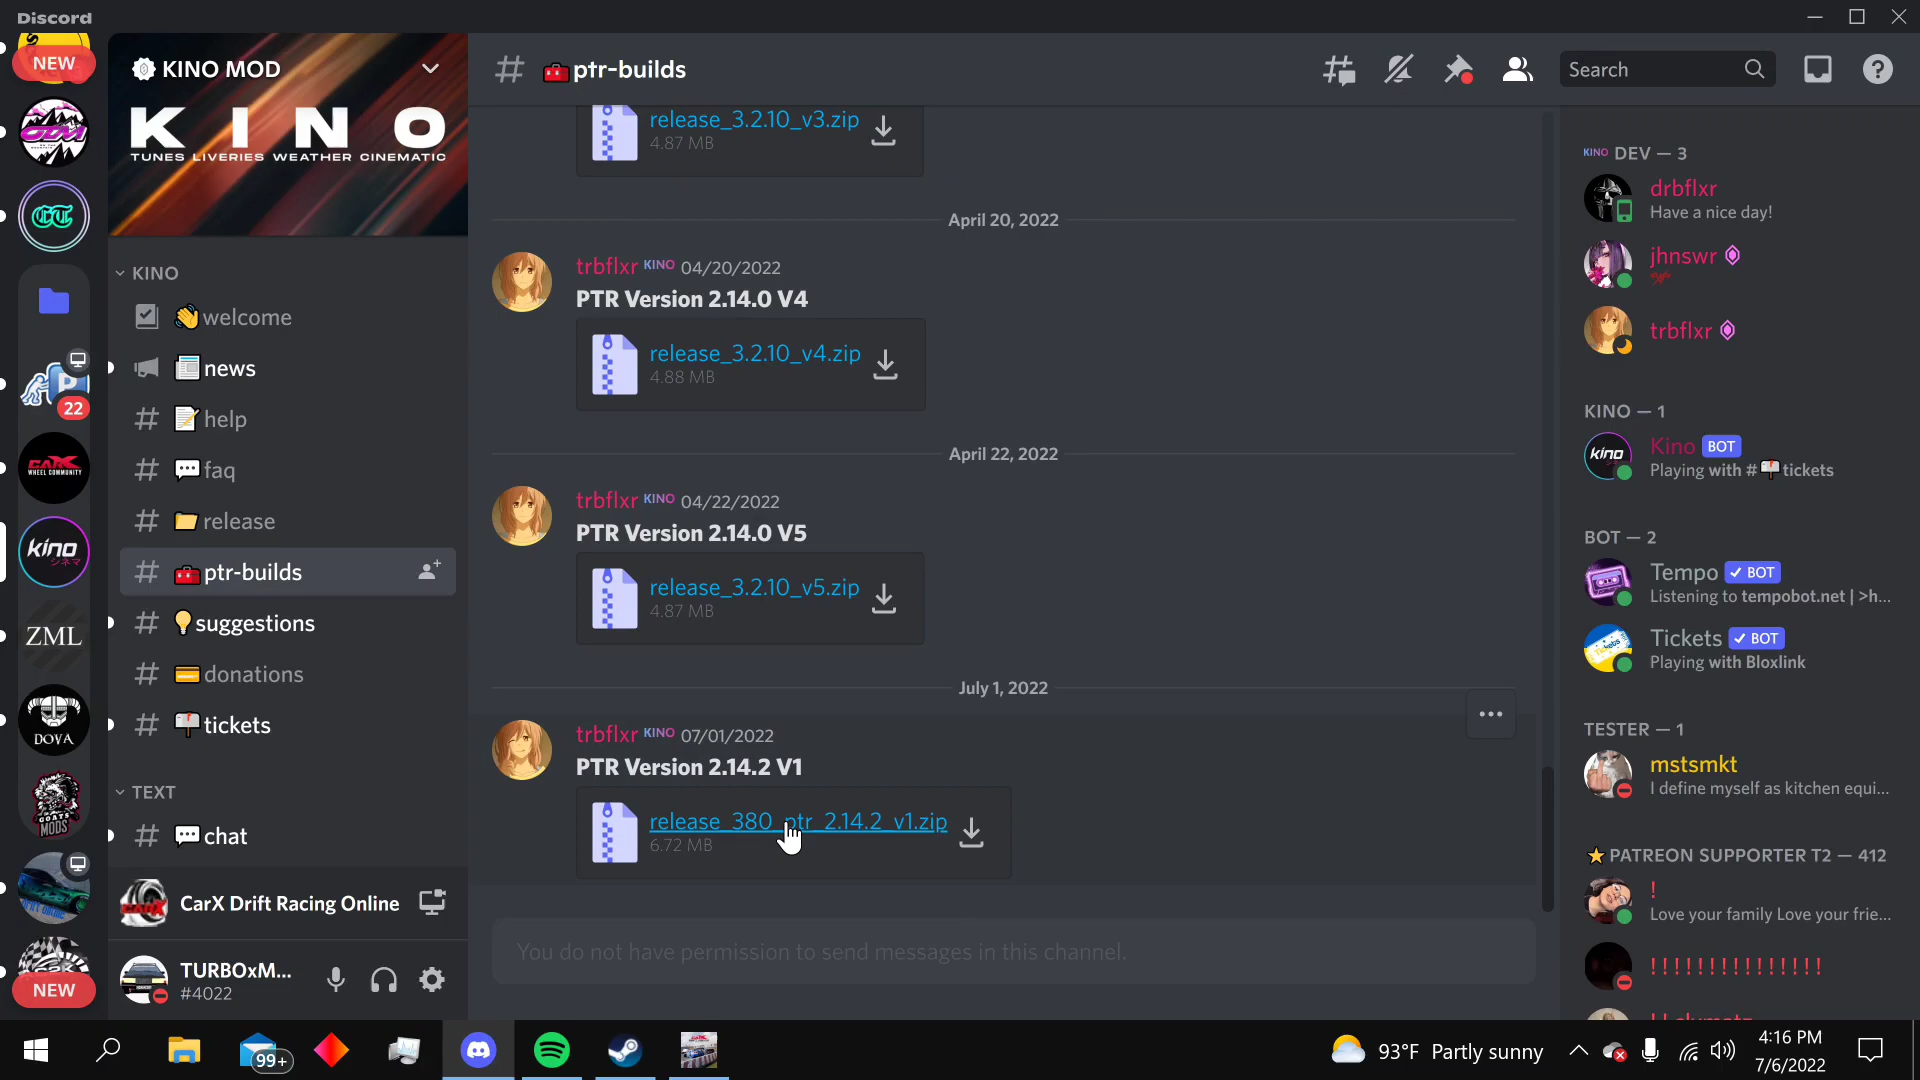 Discord
NEW
KINO MOD
KINO
TUNES LIVERIES WEATHER CINEMATIC
KINO
welcome
news
help
faq
release
ptr-builds
suggestions
donations
tickets
TEXT
chat
CarX Drift Racing Online
TURBOxM...
#4022
22
CARX
WHEEL COMMUNITY
kino
シネマ
ZML
DOVA
GOATS
MODS
NEW
ptr-builds
Search
release_3.2.10_v3.zip
4.87 MB
April 20, 2022
trbflxr KINO 04/20/2022
PTR Version 2.14.0 V4
release_3.2.10_v4.zip
4.88 MB
April 22, 2022
trbflxr KINO 04/22/2022
PTR Version 2.14.0 V5
release_3.2.10_v5.zip
4.87 MB
July 1, 2022
trbflxr KINO 07/01/2022
PTR Version 2.14.2 V1
release_380_ptr_2.14.2_v1.zip
6.72 MB
You do not have permission to send messages in this channel.
KINO DEV — 3
drbflxr
Have a nice day!
jhnswr
trbflxr
KINO — 1
Kino BOT
Playing with # tickets
BOT — 2
Tempo BOT
Listening to tempobot.net | >h...
Tickets BOT
Playing with Bloxlink
TESTER — 1
mstsmkt
I define myself as kitchen equi...
PATREON SUPPORTER T2 — 412
!
Love your family Love your frie...
!!!!!!!!!!!!!!!
99+
93°F Partly sunny
4:16 PM
7/6/2022